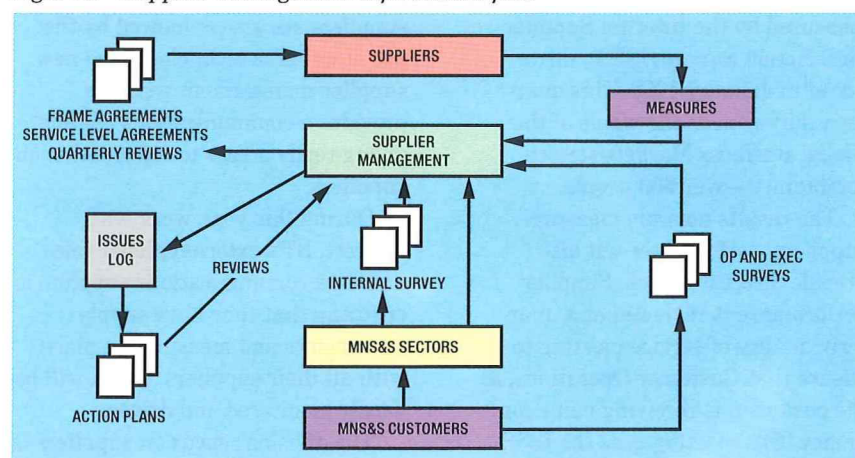 SUPPLIERS
MEASURES
FRAME AGREEMENTS
SERVICE LEVEL AGREEMENTS
QUARTERLY REVIEWS
SUPPLIER
MANAGEMENT
ISSUES
LOG
REVIEWS
INTERNAL SURVEY
OP AND EXEC
SURVEYS
MNS&S SECTORS
ACTION PLANS
MNS&S CUSTOMERS